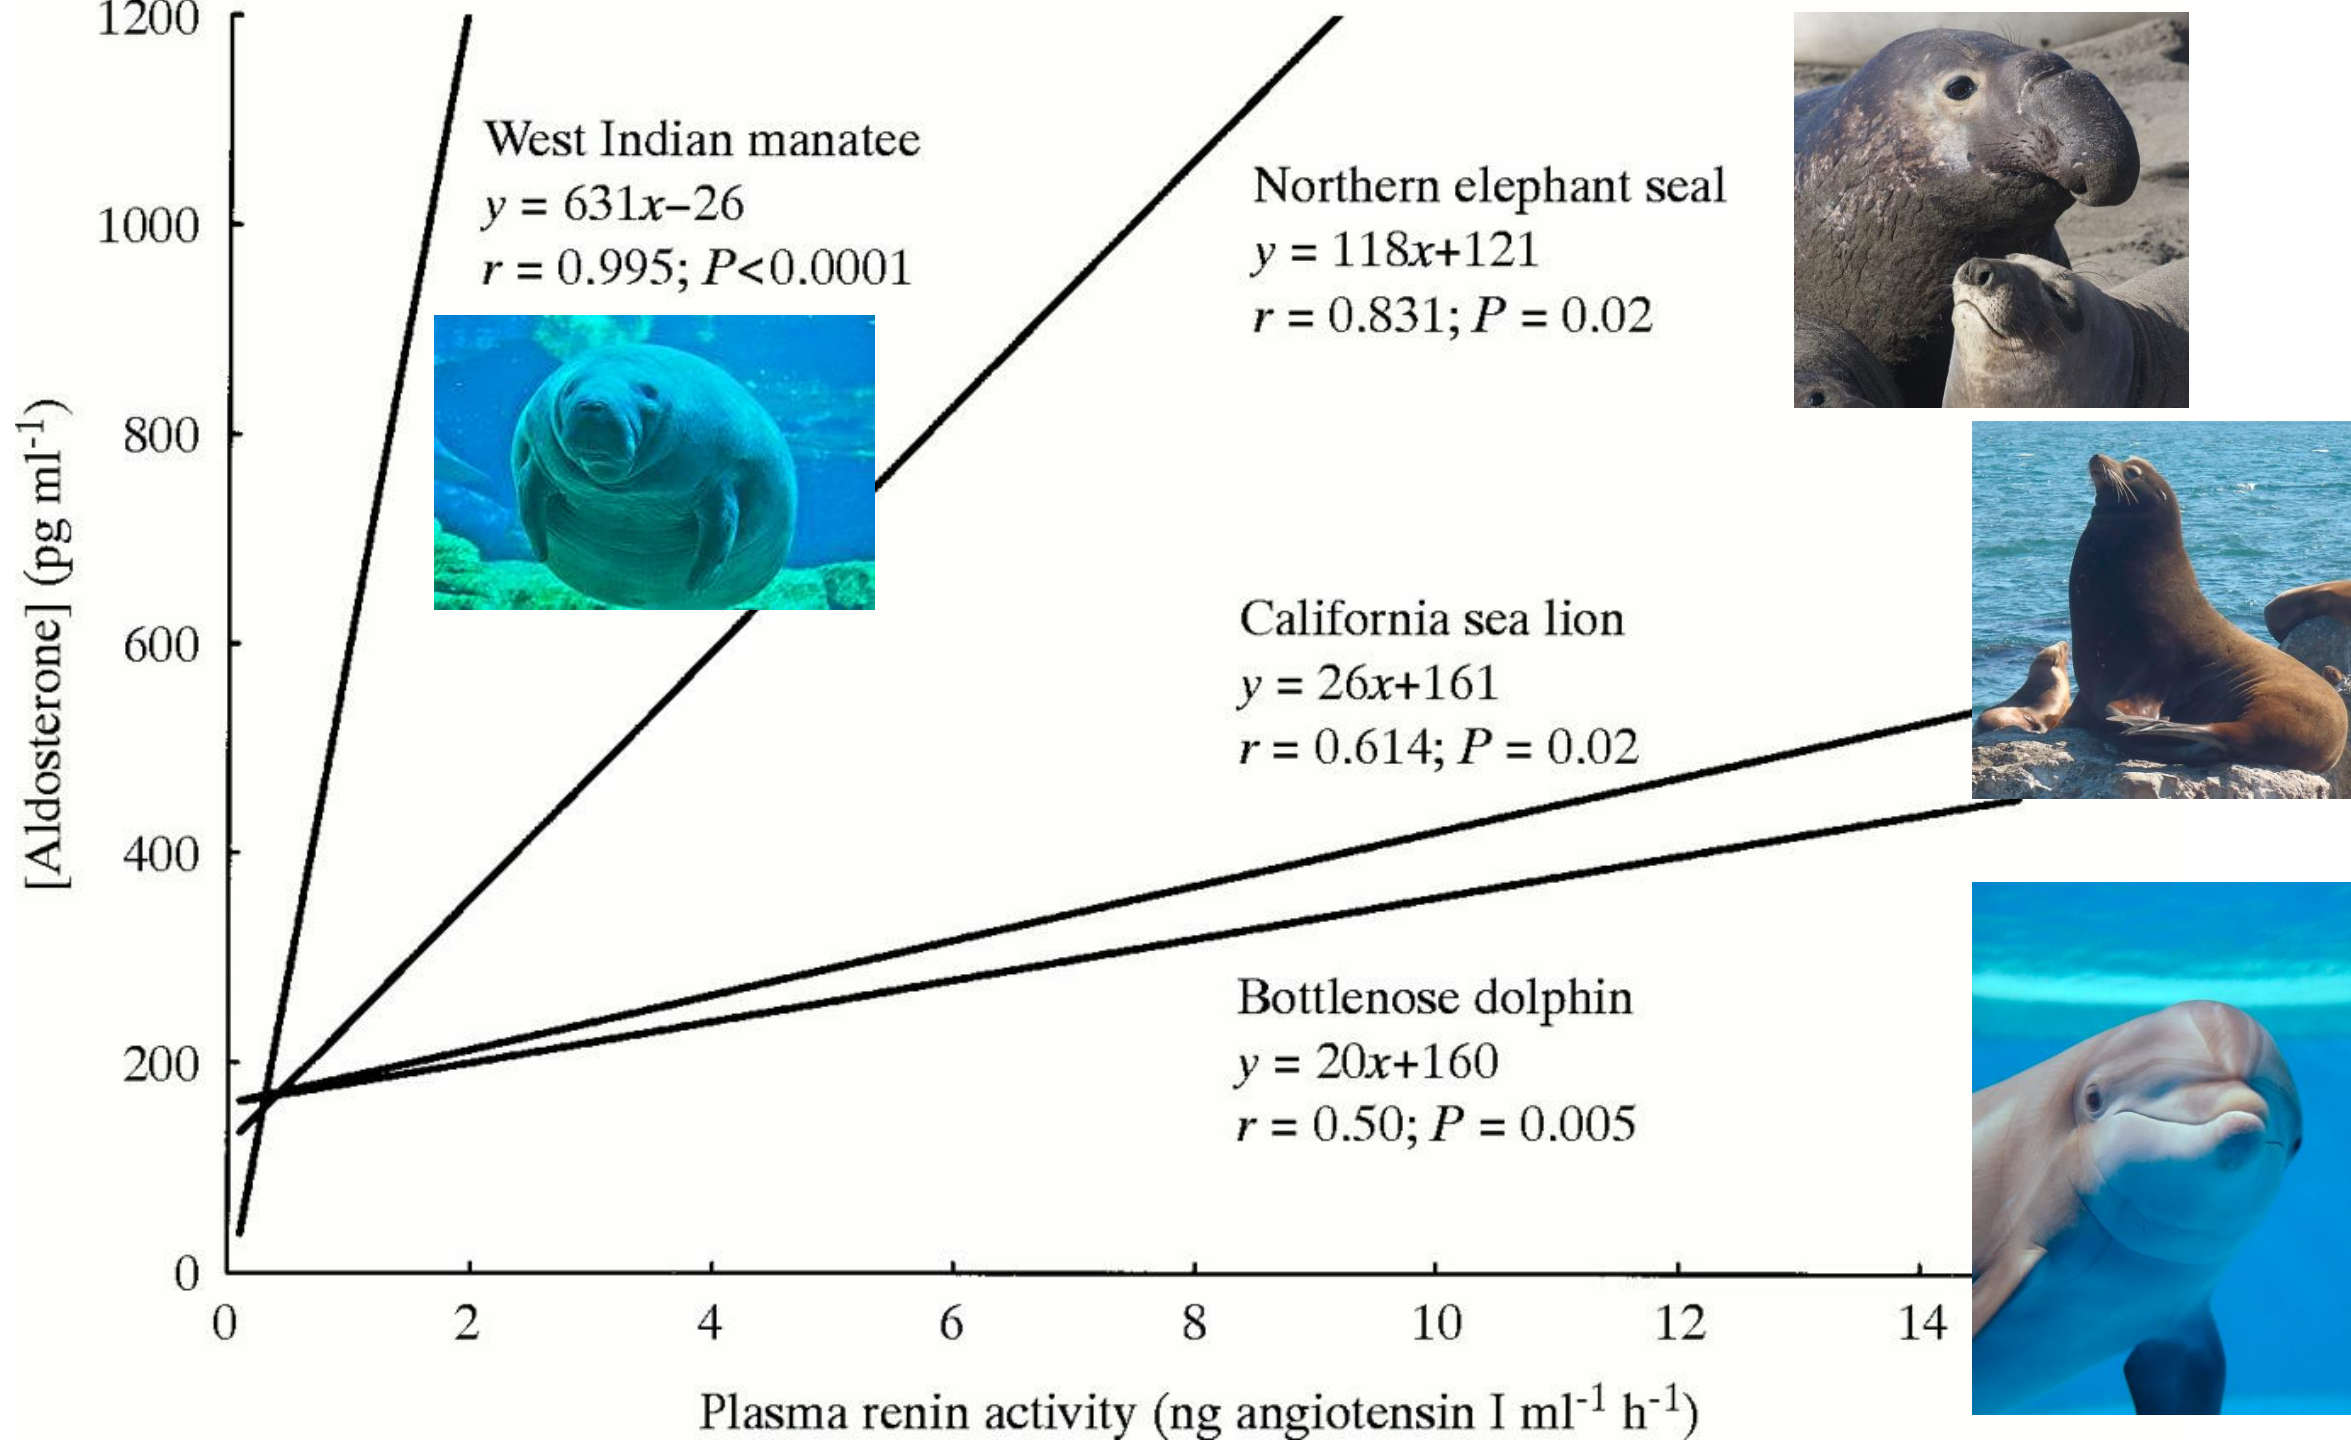 1200
1000
800
600
400
200
0
[Aldosterone] (pg ml⁻¹)
West Indian manatee
y = 631x–26
r = 0.995; P<0.0001
Northern elephant seal
y = 118x+121
r = 0.831; P = 0.02
California sea lion
y = 26x+161
r = 0.614; P = 0.02
Bottlenose dolphin
y = 20x+160
r = 0.50; P = 0.005
0 2 4 6 8 10 12 14
Plasma renin activity (ng angiotensin I ml⁻¹ h⁻¹)